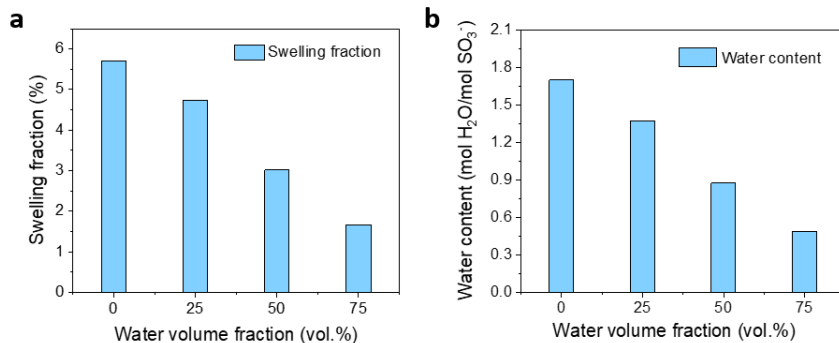 a
Swelling fraction
Swelling fraction (%)
6
5
4
3
2
1
0
0 25 50 75
Water volume fraction (vol.%)
b
Water content
Water content (mol H₂O/mol SO₃⁻)
2.1
1.8
1.5
1.2
0.9
0.6
0.3
0.0
0 25 50 75
Water volume fraction (vol.%)